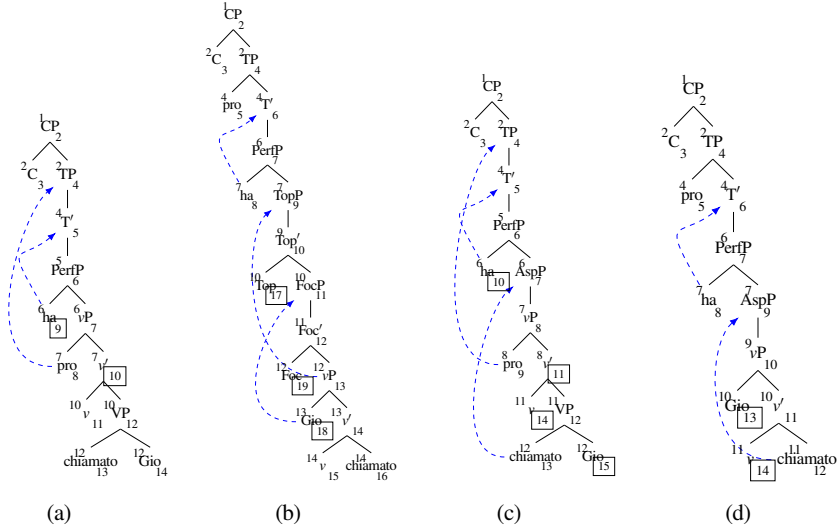 1 CP 2
2 C 3 2 TP 4
4 T′ 5
5 PerfP 6
6 ha 9 6 vP 7
7 pro 8 7 v′ 10
10 v 11 10 VP 12
12 chiamato 13 12 Gio 14
(a)
1 CP 2
2 C 3 2 TP 4
4 pro 5 4 T′ 6
6 PerfP 7
7 ha 8 7 TopP 9
9 Top′ 10
10 Top 17 10 FocP 11
11 Foc′ 12
12 Foc 19 12 vP 13
13 Gio 18 13 v′ 14
14 v 15 14 chiamato 16
(b)
1 CP 2
2 C 3 2 TP 4
4 T′ 5
5 PerfP 6
6 ha 10 6 AspP 7
7 vP 8
8 pro 9 8 v′ 11
11 v 14 11 VP 12
12 chiamato 13 12 Gio 15
(c)
1 CP 2
2 C 3 2 TP 4
4 pro 5 4 T′ 6
6 PerfP 7
7 ha 8 7 AspP 9
9 vP 10
10 Gio 13 10 v′ 11
11 v 14 11 chiamato 12
(d)